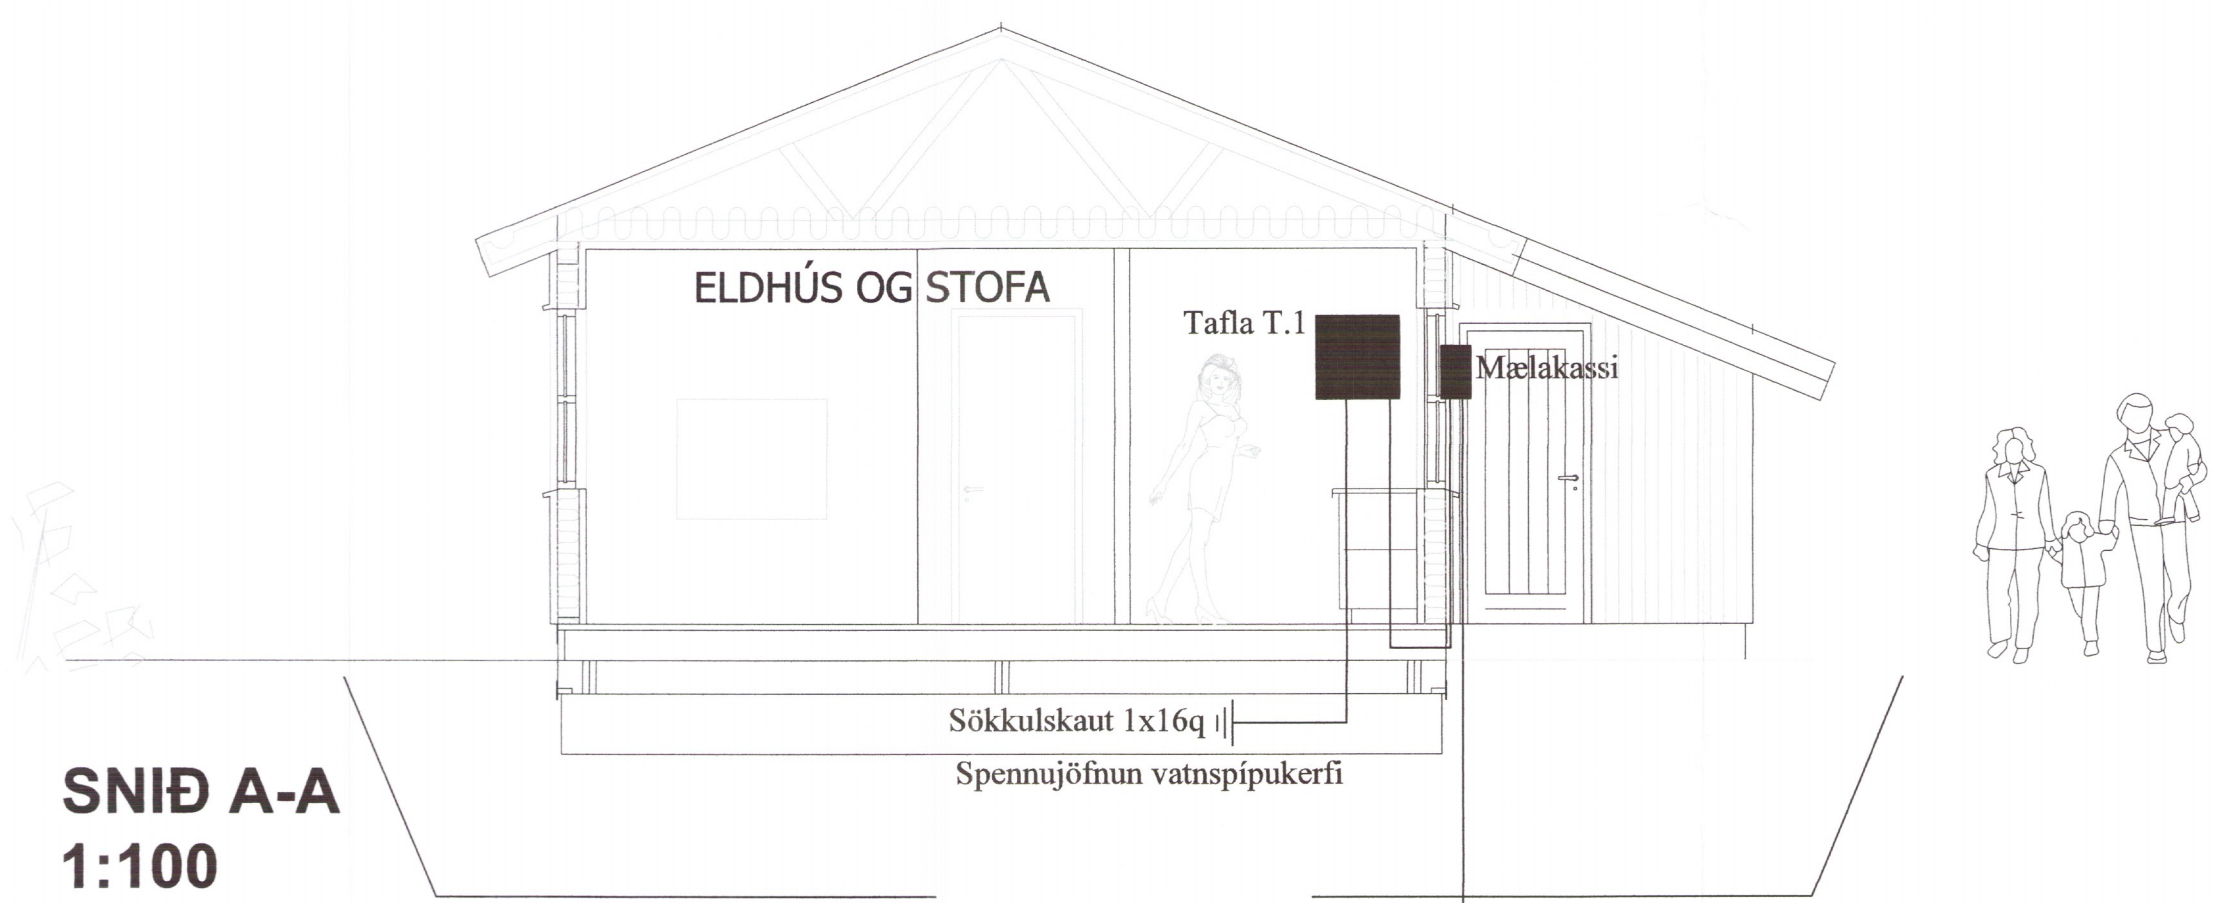 ELDHÚS OG STOFA
Tafla T.1
Mælakassi
Sökkulskaut 1x16q
Spennujöfnun vatnspípukerfi
SNIÐ A-A
1:100